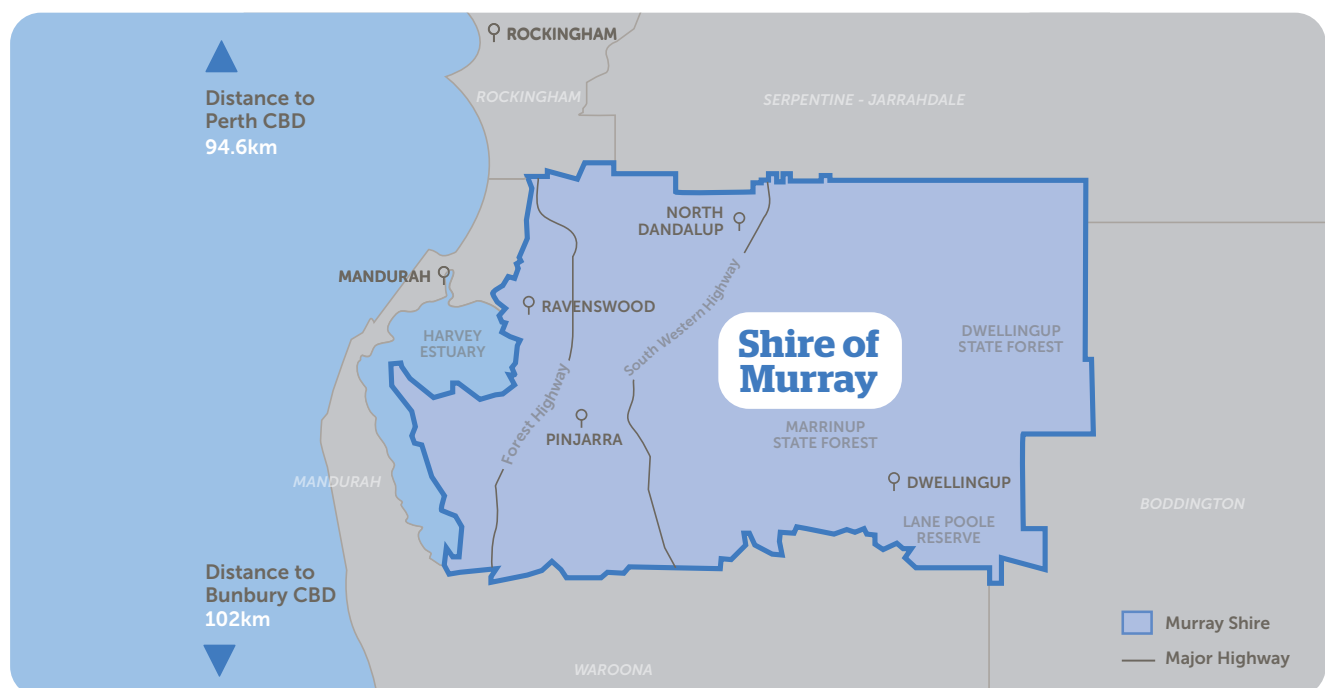 ROCKINGHAM
Distance to
Perth CBD
94.6km
ROCKINGHAM
SERPENTINE - JARRAHDALE
NORTH
DANDALUP
MANDURAH
RAVENSWOOD
South Western Highway
HARVEY
ESTUARY
Shire of
Murray
DWELLINGUP
STATE FOREST
Forest Highway
PINJARRA
MARRINUP
STATE FOREST
MANDURAH
DWELLINGUP
BODDINGTON
LANE POOLE
RESERVE
Distance to
Bunbury CBD
102km
Murray Shire
Major Highway
WAROONA